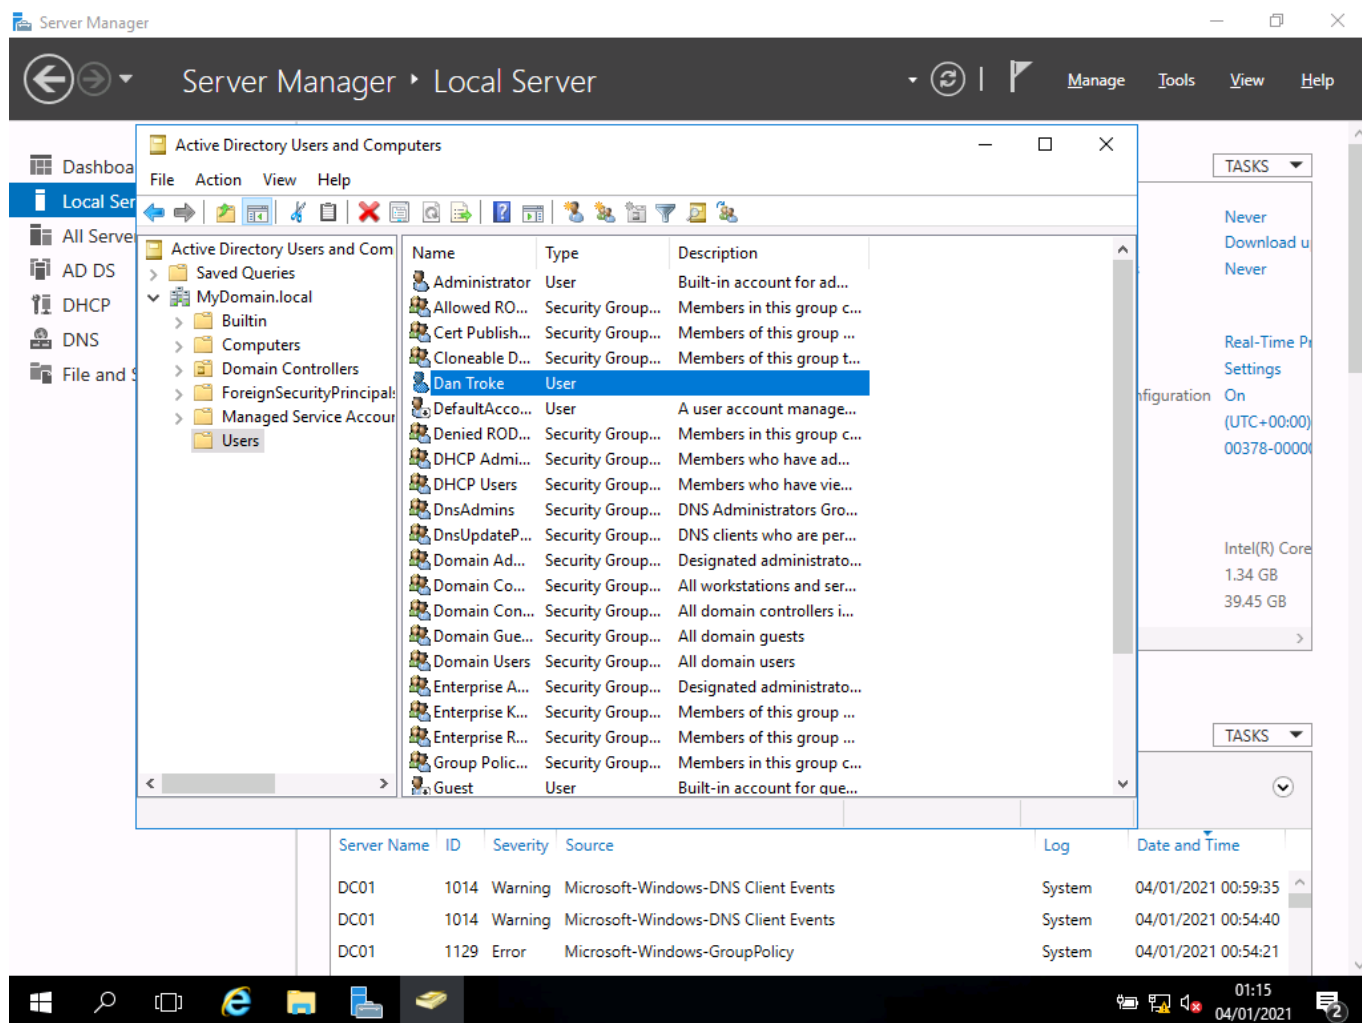 Server Manager
Server Manager ‣ Local Server
Manage Tools View Help
Dashboa
Local Ser
All Server
AD DS
DHCP
DNS
File and S
Active Directory Users and Computers
File Action View Help
Active Directory Users and Com
Saved Queries
MyDomain.local
Builtin
Computers
Domain Controllers
ForeignSecurityPrincipals
Managed Service Accour
Users
Name Type Description
Administrator User Built-in account for ad...
Allowed RO... Security Group... Members in this group c...
Cert Publish... Security Group... Members of this group ...
Cloneable D... Security Group... Members of this group t...
Dan Troke User
DefaultAcco... User A user account manage...
Denied ROD... Security Group... Members in this group c...
DHCP Admi... Security Group... Members who have ad...
DHCP Users Security Group... Members who have vie...
DnsAdmins Security Group... DNS Administrators Gro...
DnsUpdateP... Security Group... DNS clients who are per...
Domain Ad... Security Group... Designated administrato...
Domain Co... Security Group... All workstations and ser...
Domain Con... Security Group... All domain controllers i...
Domain Gue... Security Group... All domain guests
Domain Users Security Group... All domain users
Enterprise A... Security Group... Designated administrato...
Enterprise K... Security Group... Members of this group ...
Enterprise R... Security Group... Members of this group ...
Group Polic... Security Group... Members in this group c...
Guest User Built-in account for gue...
TASKS
Never
Download u
Never
Real-Time Pr
Settings
nfiguration On
(UTC+00:00)
00378-00000
Intel(R) Core
1.34 GB
39.45 GB
TASKS
Server Name ID Severity Source Log Date and Time
DC01 1014 Warning Microsoft-Windows-DNS Client Events System 04/01/2021 00:59:35
DC01 1014 Warning Microsoft-Windows-DNS Client Events System 04/01/2021 00:54:40
DC01 1129 Error Microsoft-Windows-GroupPolicy System 04/01/2021 00:54:21
01:15
04/01/2021
2